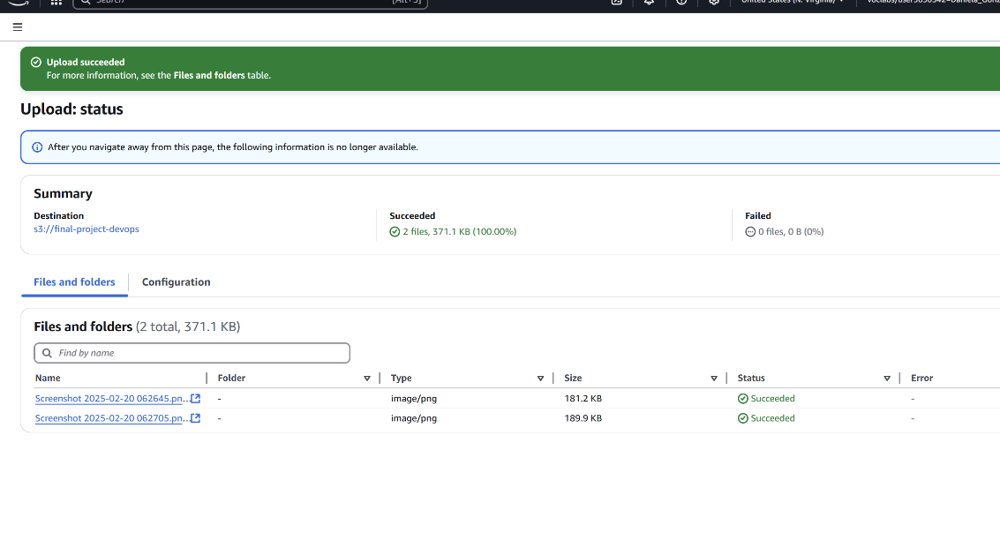 Search [Alt+S] United States (N. Virginia)
Upload succeeded
For more information, see the Files and folders table.
Upload: status
After you navigate away from this page, the following information is no longer available.
Summary
Destination Succeeded Failed
s3://final-project-devops 2 files, 371.1 KB (100.00%) 0 files, 0 B (0%)
Files and folders Configuration
Files and folders (2 total, 371.1 KB)
Find by name
Name Folder Type Size Status Error
Screenshot 2025-02-20 062645.pn... - image/png 181.2 KB Succeeded -
Screenshot 2025-02-20 062705.pn... - image/png 189.9 KB Succeeded -